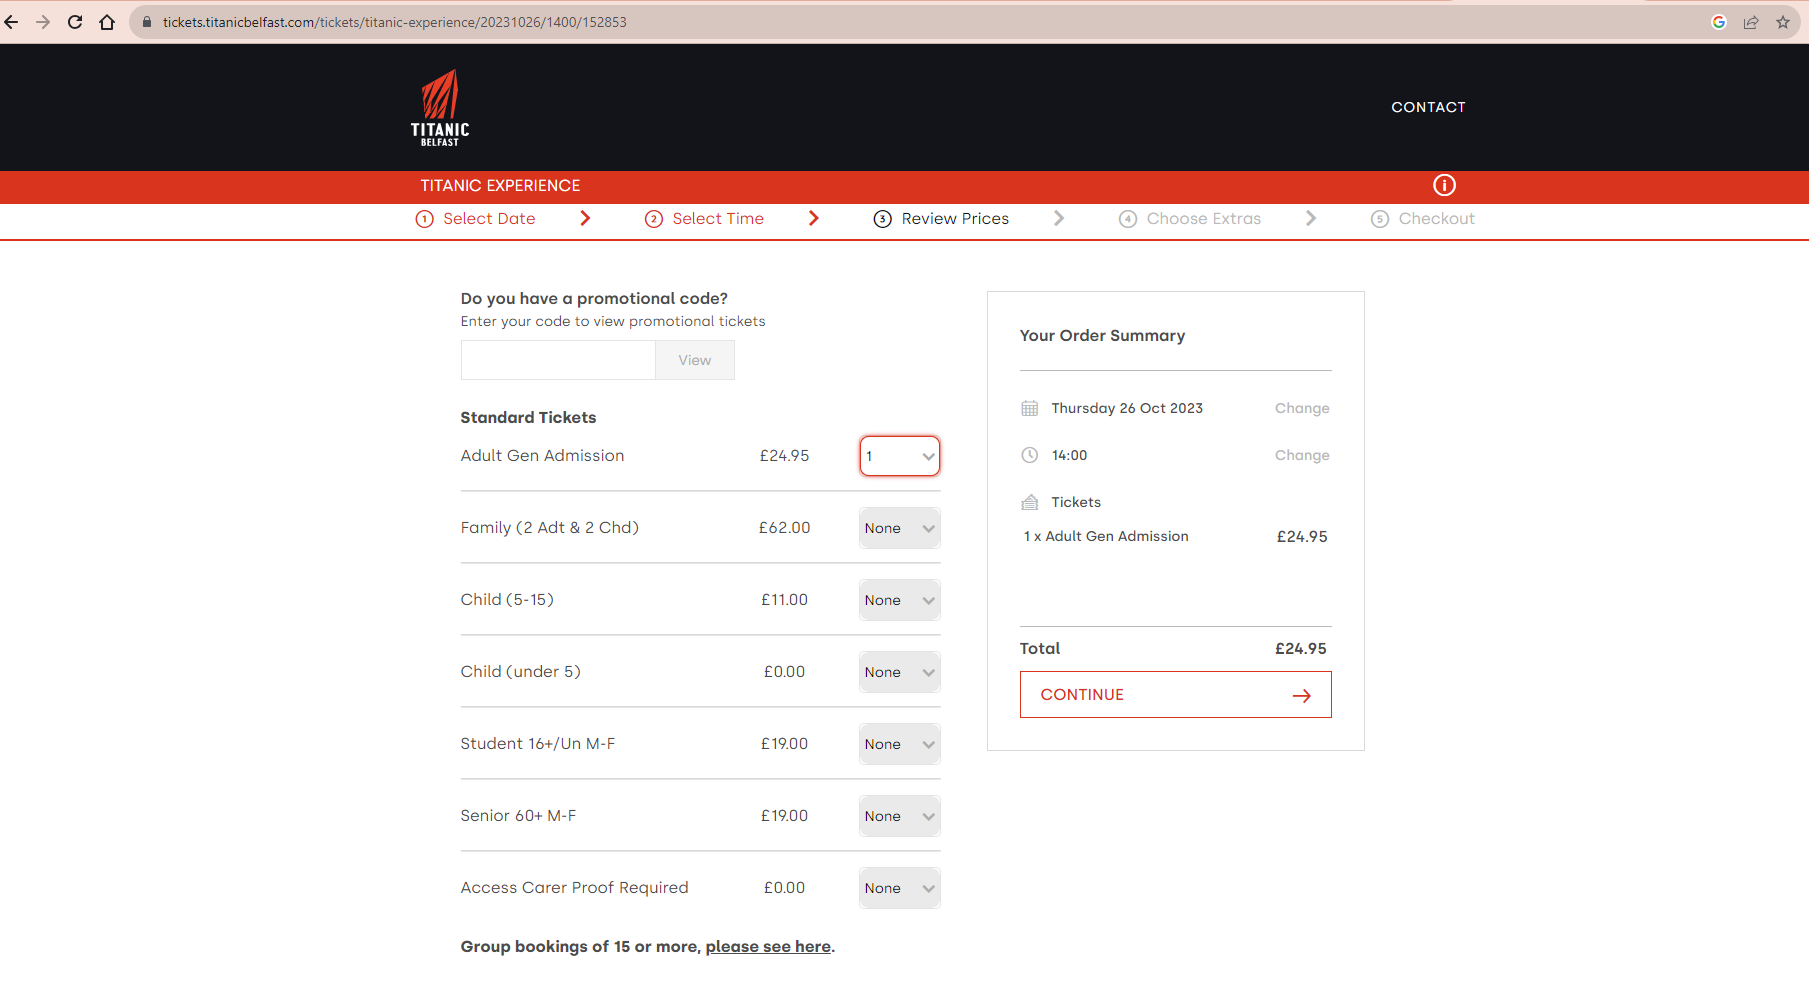 tickets.titanicbelfast.com/tickets/titanic-experience/20231026/1400/152853
TITANIC
BELFAST
CONTACT
TITANIC EXPERIENCE
1 Select Date
2 Select Time
3 Review Prices
4 Choose Extras
5 Checkout
Do you have a promotional code?
Enter your code to view promotional tickets
View
Standard Tickets
Adult Gen Admission £24.95 1
Family (2 Adt & 2 Chd) £62.00 None
Child (5-15) £11.00 None
Child (under 5) £0.00 None
Student 16+/Un M-F £19.00 None
Senior 60+ M-F £19.00 None
Access Carer Proof Required £0.00 None
Group bookings of 15 or more, please see here.
Your Order Summary
Thursday 26 Oct 2023 Change
14:00 Change
Tickets
1 x Adult Gen Admission £24.95
Total £24.95
CONTINUE